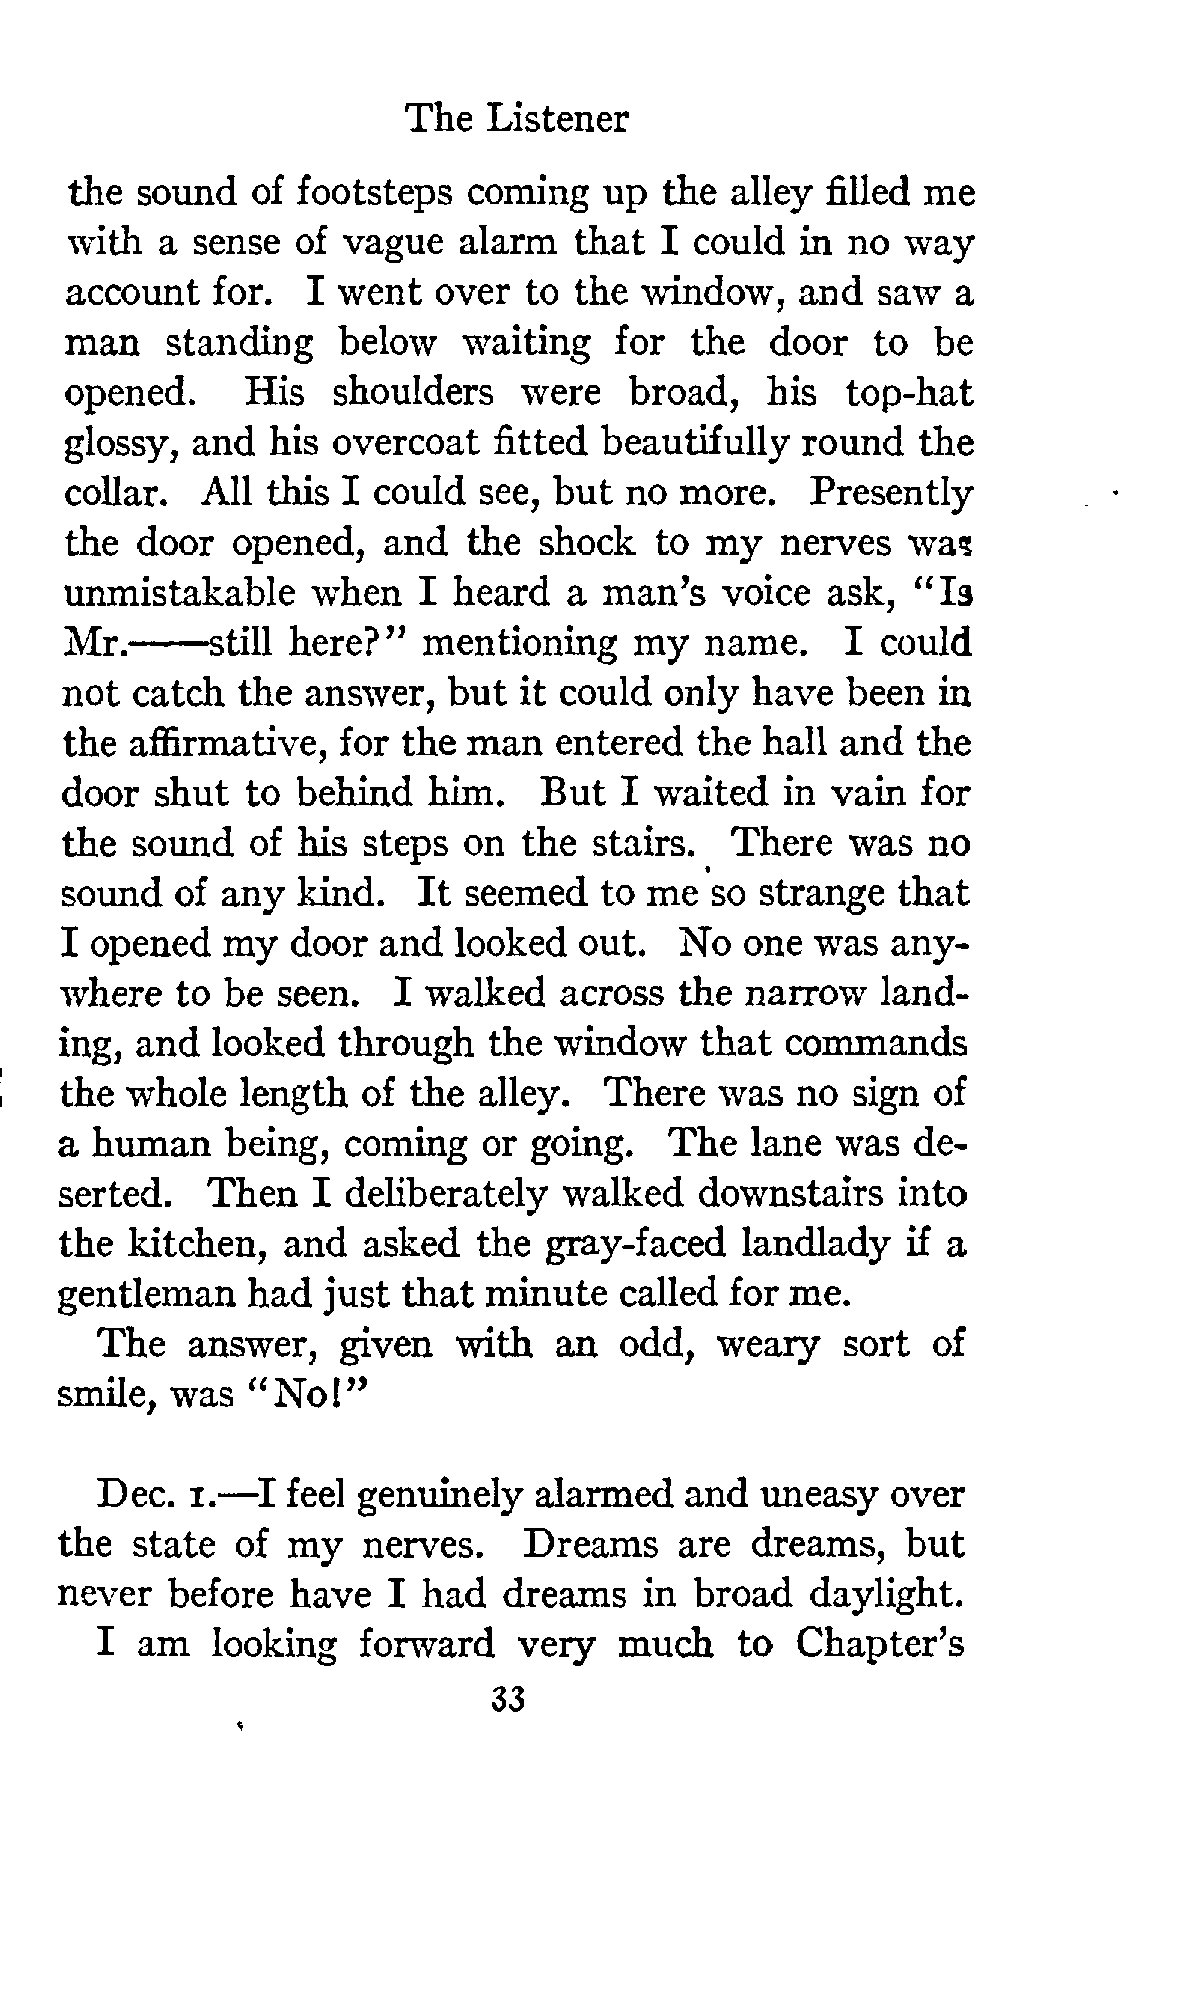 The Listener
the sound of footsteps coming up the alley filled me
with a sense of vague alarm that I could in no way
account for. I went over to the window, and saw a
man standing below waiting for the door to be
opened. His shoulders were broad, his top-hat
glossy, and his overcoat fitted beautifully round the
collar. All this I could see, but no more. Presently
the door opened, and the shock to my nerves was
unmistakable when I heard a man's voice ask, "Is
Mr.——still here?" mentioning my name. I could
not catch the answer, but it could only have been in
the affirmative, for the man entered the hall and the
door shut to behind him. But I waited in vain for
the sound of his steps on the stairs. There was no
sound of any kind. It seemed to me so strange that
I opened my door and looked out. No one was any-
where to be seen. I walked across the narrow land-
ing, and looked through the window that commands
the whole length of the alley. There was no sign of
a human being, coming or going. The lane was de-
serted. Then I deliberately walked downstairs into
the kitchen, and asked the gray-faced landlady if a
gentleman had just that minute called for me.
The answer, given with an odd, weary sort of
smile, was "No!"
Dec. 1.—I feel genuinely alarmed and uneasy over
the state of my nerves. Dreams are dreams, but
never before have I had dreams in broad daylight.
I am looking forward very much to Chapter's
33